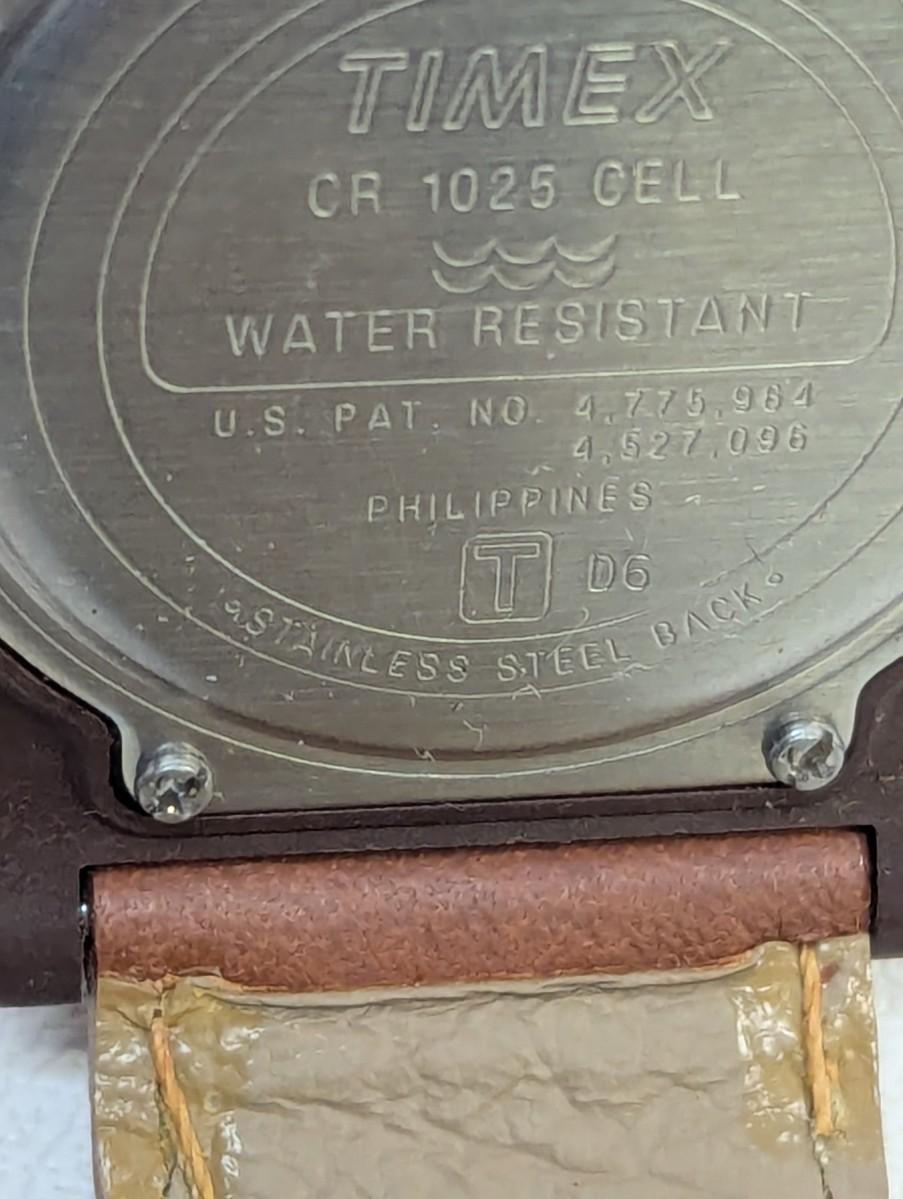 TIMEX
CR 1025 CELL
WATER RESISTANT
U.S. PAT. NO. 4,775,964
4,527,096
PHILIPPINES
T D6
STAINLESS STEEL BACK